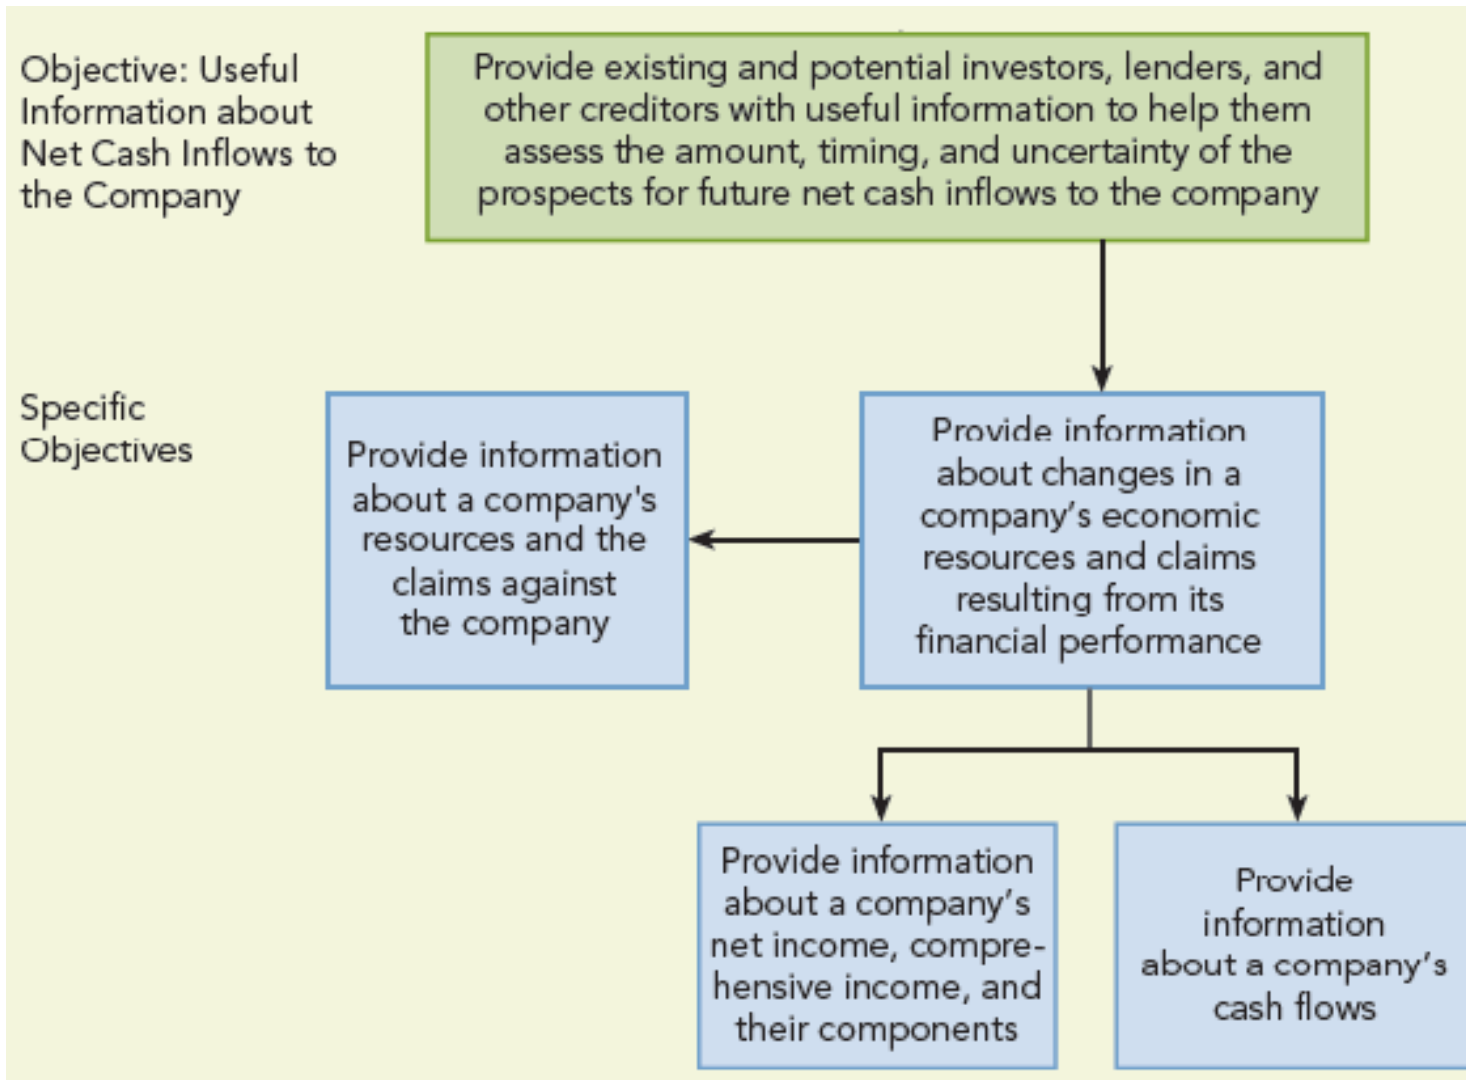 Objective: Useful
Information about
Net Cash Inflows to
the Company
Provide existing and potential investors, lenders, and
other creditors with useful information to help them
assess the amount, timing, and uncertainty of the
prospects for future net cash inflows to the company
Specific
Objectives
Provide information
about a company's
resources and the
claims against
the company
Provide information
about changes in a
company’s economic
resources and claims
resulting from its
financial performance
Provide information
about a company’s
net income, compre-
hensive income, and
their components
Provide
information
about a company’s
cash flows